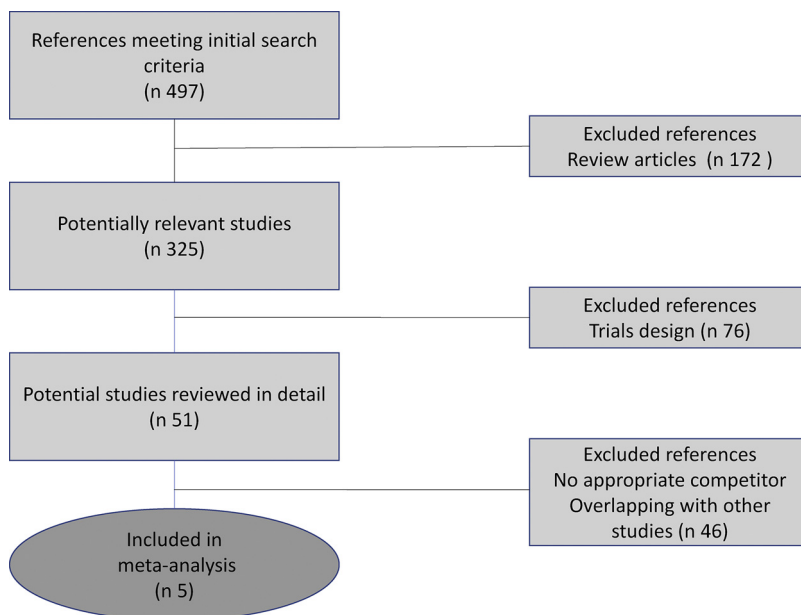 References meeting initial search
criteria
(n 497)
Excluded references
Review articles (n 172 )
Potentially relevant studies
(n 325)
Excluded references
Trials design (n 76)
Potential studies reviewed in detail
(n 51)
Excluded references
No appropriate competitor
Overlapping with other
studies (n 46)
Included in
meta-analysis
(n 5)